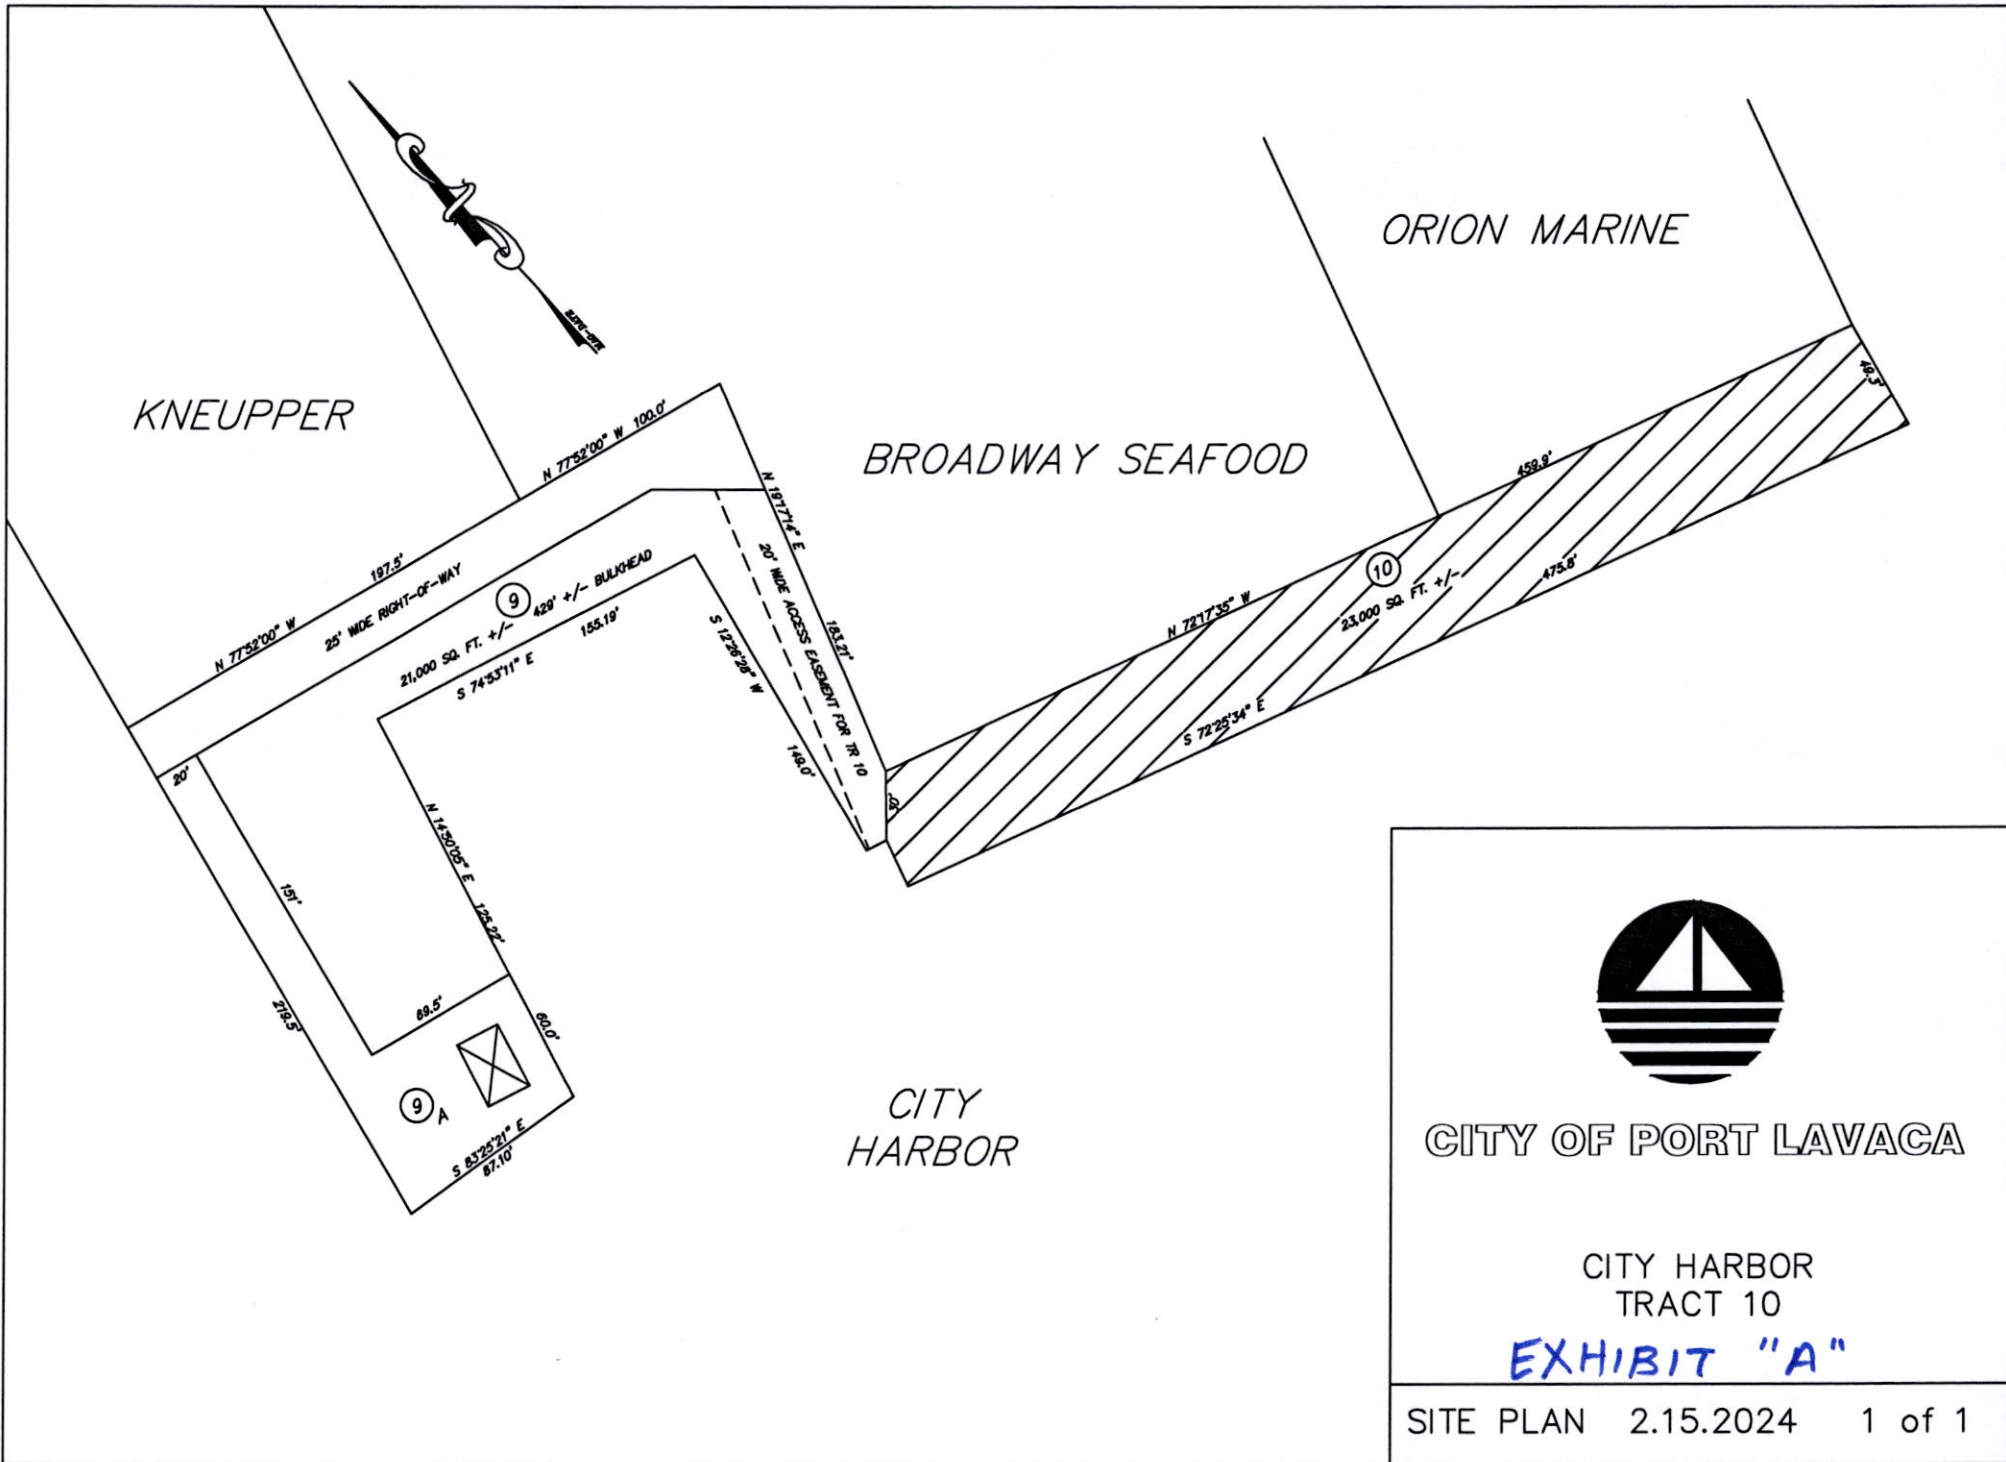 ORION MARINE
KNEUPPER
BROADWAY SEAFOOD
N 77°52'00" W 100.0'
197.5'
N 77°52'00" W
25' WIDE RIGHT-OF-WAY
9
21,000 SQ. FT. +/- 429' +/- BULKHEAD
155.19'
S 74°53'11" E
N 19°17'14" E
183.21'
20' WIDE ACCESS EASEMENT FOR TR 10
S 12°26'28" W
149.0'
30'
49.3'
459.9'
10
N 72°17'35" W
23,000 SQ. FT. +/-
475.8'
S 72°25'34" E
20'
151'
N 14°50'05" E
125.22'
219.5'
69.5'
60.0'
9 A
S 83°25'21" E
87.10'
CITY
HARBOR
CITY OF PORT LAVACA
CITY HARBOR
TRACT 10
EXHIBIT "A"
SITE PLAN 2.15.2024 1 of 1